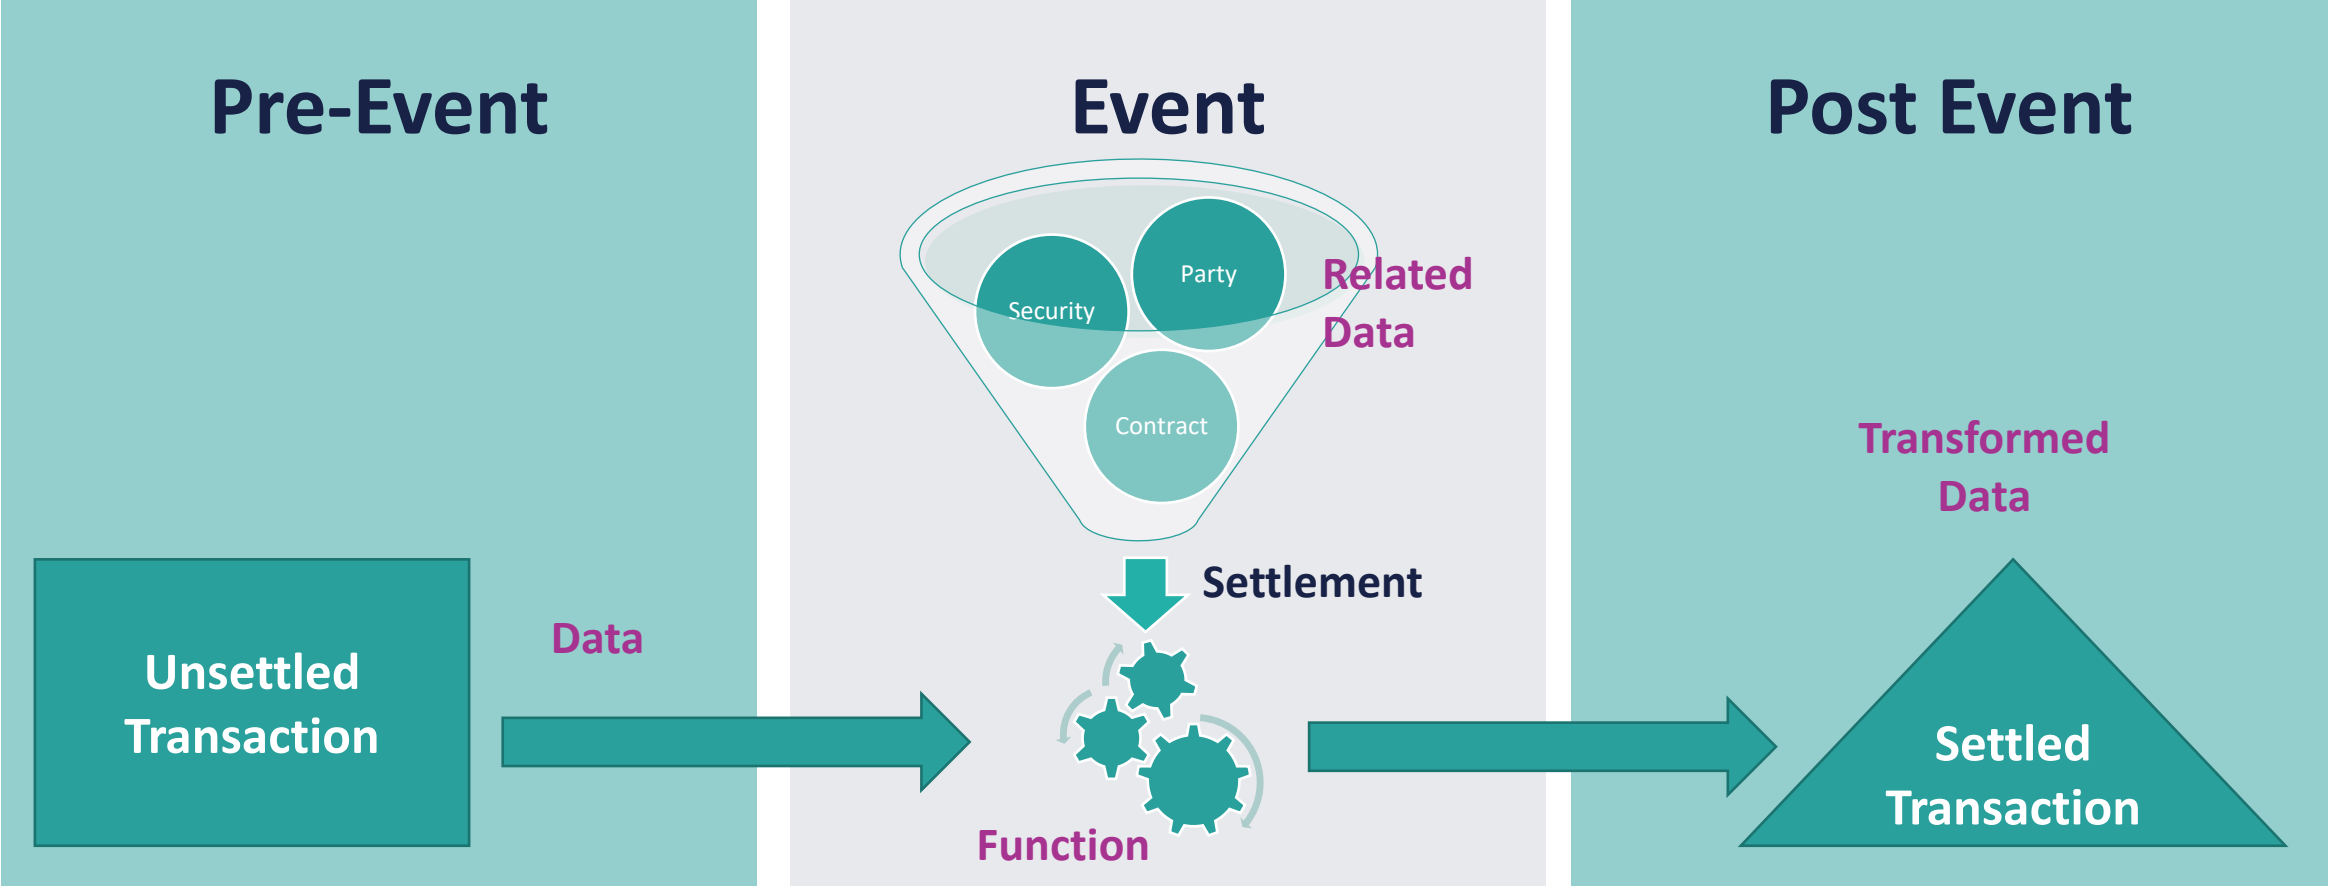 Pre-Event
Unsettled
Transaction
Data
Event
Party
Security
Contract
Related
Data
Settlement
Function
Post Event
Transformed
Data
Settled
Transaction